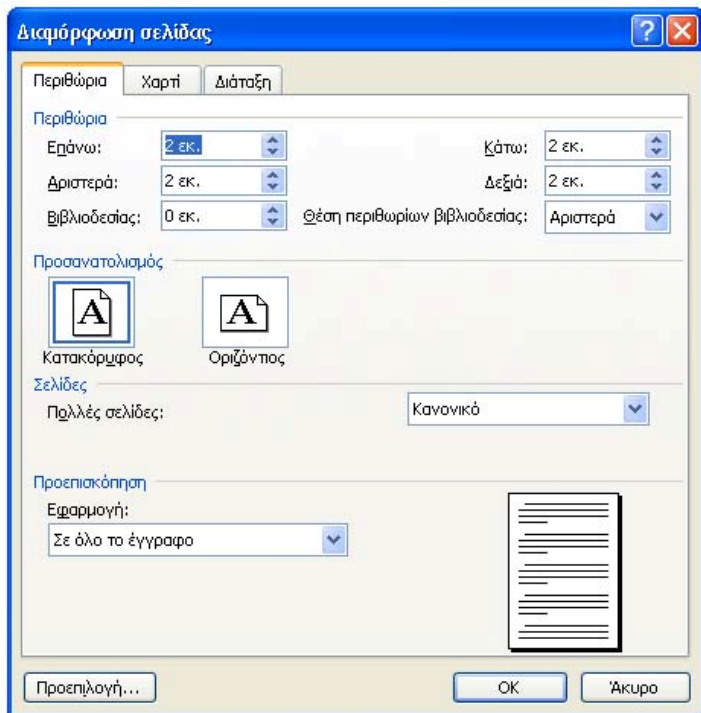 Διαμόρφωση σελίδας
Περιθώρια Χαρτί Διάταξη
Περιθώρια
Επάνω: 2 εκ. Κάτω: 2 εκ.
Αριστερά: 2 εκ. Δεξιά: 2 εκ.
Βιβλιοδεσίας: 0 εκ. Θέση περιθωρίων βιβλιοδεσίας: Αριστερά
Προσανατολισμός
A A
Κατακόρυφος Οριζόντιος
Σελίδες
Πολλές σελίδες: Κανονικό
Προεπισκόπηση
Εφαρμογή:
Σε όλο το έγγραφο
Προεπιλογή... OK Άκυρο